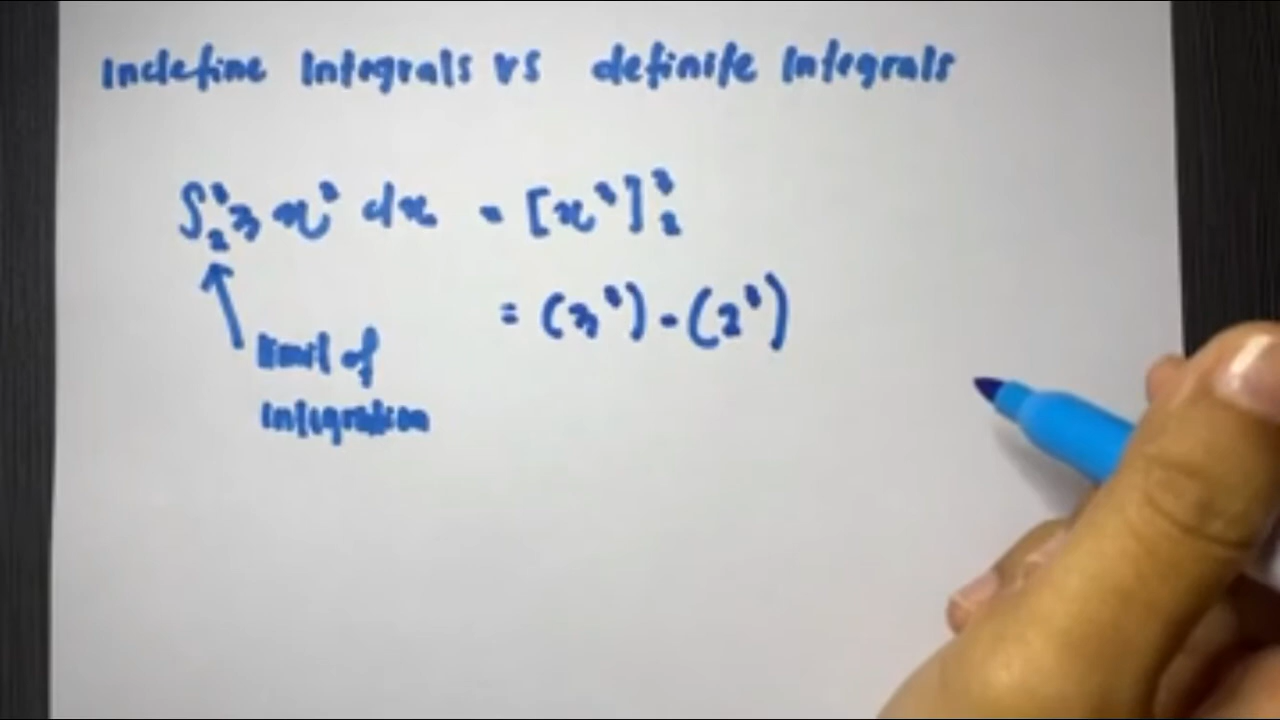 Indefine Integrals vs definite Integrals
∫₂³ 3x² dx = [x³]₂³
= (3³) - (2³)
limit of
integration